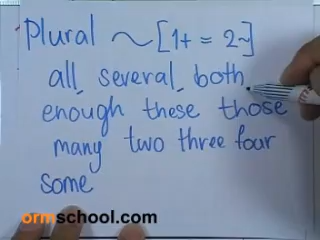 Plural ~ [1+ = 2~]
all, several, both
enough these those
many two three four
some
ormschool.com